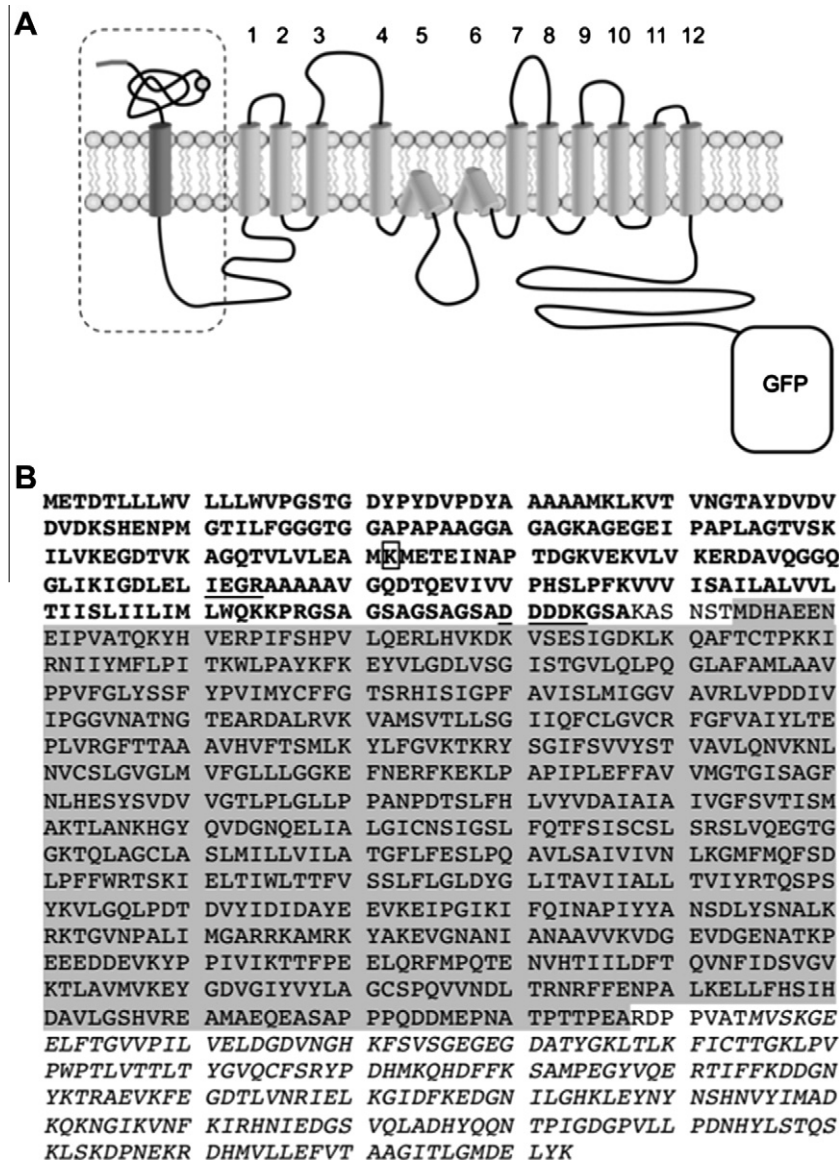 A
1 2 3 4 5 6 7 8 9 10 11 12
GFP
B
METDTLLLWV LLLWVPGSTG DYPYDVPDYA AAAAMKLKVT VNGTAYDVDV
DVDKSHENPM GTILFGGGTG GAPAPAAGGA GAGKAGEGEI PAPLAGTVSK
ILVKEGDTVK AGQTVLVLEA MKMETEINAP TDGKVEKVLV KERDAVQGGQ
GLIKIGDLEL IEGRAAAAAV GQDTQEVIVV PHSLPFKVVV ISAILALVVL
TIISLIILIM LWQKKPRGSA GSAGSAGSAD DDDDKGSAKAS NSTMDHAEEN
EIPVATQKYH VERPIFSHPV LQERLHVKDK VSESIGDKLK QAFTCTPKKI
RNIIYMFLPI TKWLPAYKFK EYVLGDLVSG ISTGVLQLPQ GLAFAMLAAV
PPVFGLYSSF YPVIMYCFFG TSRHISIGPF AVISLMIGGV AVRLVPDDIV
IPGGVNATNG TEARDALRVK VAMSVTLLSG IIQFCLGVCR FGFVAIYLTE
PLVRGFTTAA AVHVFTSMLK YLFGVKTKRY SGIFSVVYST VAVLQNVKNL
NVCSLGVGLM VFGLLLGGKE FNERFKEKLP APIPLEFFAV VMGTGISAGF
NLHESYSVDV VGTLPLGLLP PANPDTSLFH LVYVDAIAIA IVGFSVTISM
AKTLANKHGY QVDGNQELIA LGICNSIGSL FQTFSISCSL SRSLVQEGTG
GKTQLAGCLA SLMILLVILA TGFLFESLPQ AVLSAIVIVN LKGMFMQFSD
LPFFWRTSKI ELTIWLTTFV SSLFLGLDYG LITAVIIALL TVIYRTQSPS
YKVLGQLPDT DVYIDIDAYE EVKEIPGIKI FQINAPIYYA NSDLYSNALK
RKTGVNPALI MGARRKAMRK YAKEVGNANI ANAAVVKVDG EVDGENATKP
EEEDDEVKYP PIVIKTTFPE ELQRFMPQTE NVHTIILDFT QVNFIDSVGV
KTLAVMVKEY GDVGIYVYLA GCSPQVVNDL TRNRFFENPA LKELLFHSIH
DAVLGSHVRE AMAEQEASAP PPQDDMEPNA TPTTPEARDP PVATMVSKGE
ELFTGVVPIL VELDGDVNGH KFSVSGEGEG DATYGKLTLK FICTTGKLPV
PWPTLVTTLT YGVQCFSRYP DHMKQHDFFK SAMPEGYVQE RTIFFKDDGN
YKTRAEVKFE GDTLVNRIEL KGIDFKEDGN ILGHKLEYNY NSHNVYIMAD
KQKNGIKVNF KIRHNIEDGS VQLADHYQQN TPIGDGPVLL PDNHYLSTQS
KLSKDPNEKR DHMVLLEFVT AAGITLGMDE LYK